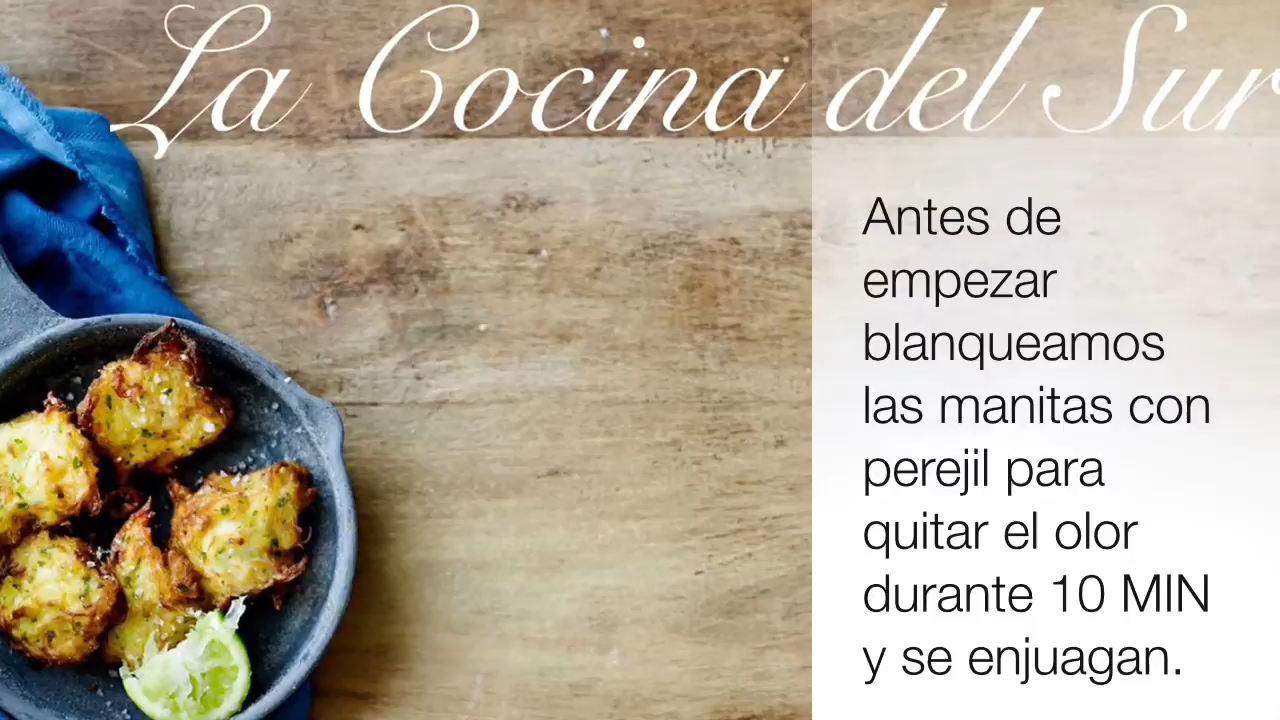 La Cocina del Sur
Antes de
empezar
blanqueamos
las manitas con
perejil para
quitar el olor
durante 10 MIN
y se enjuagan.